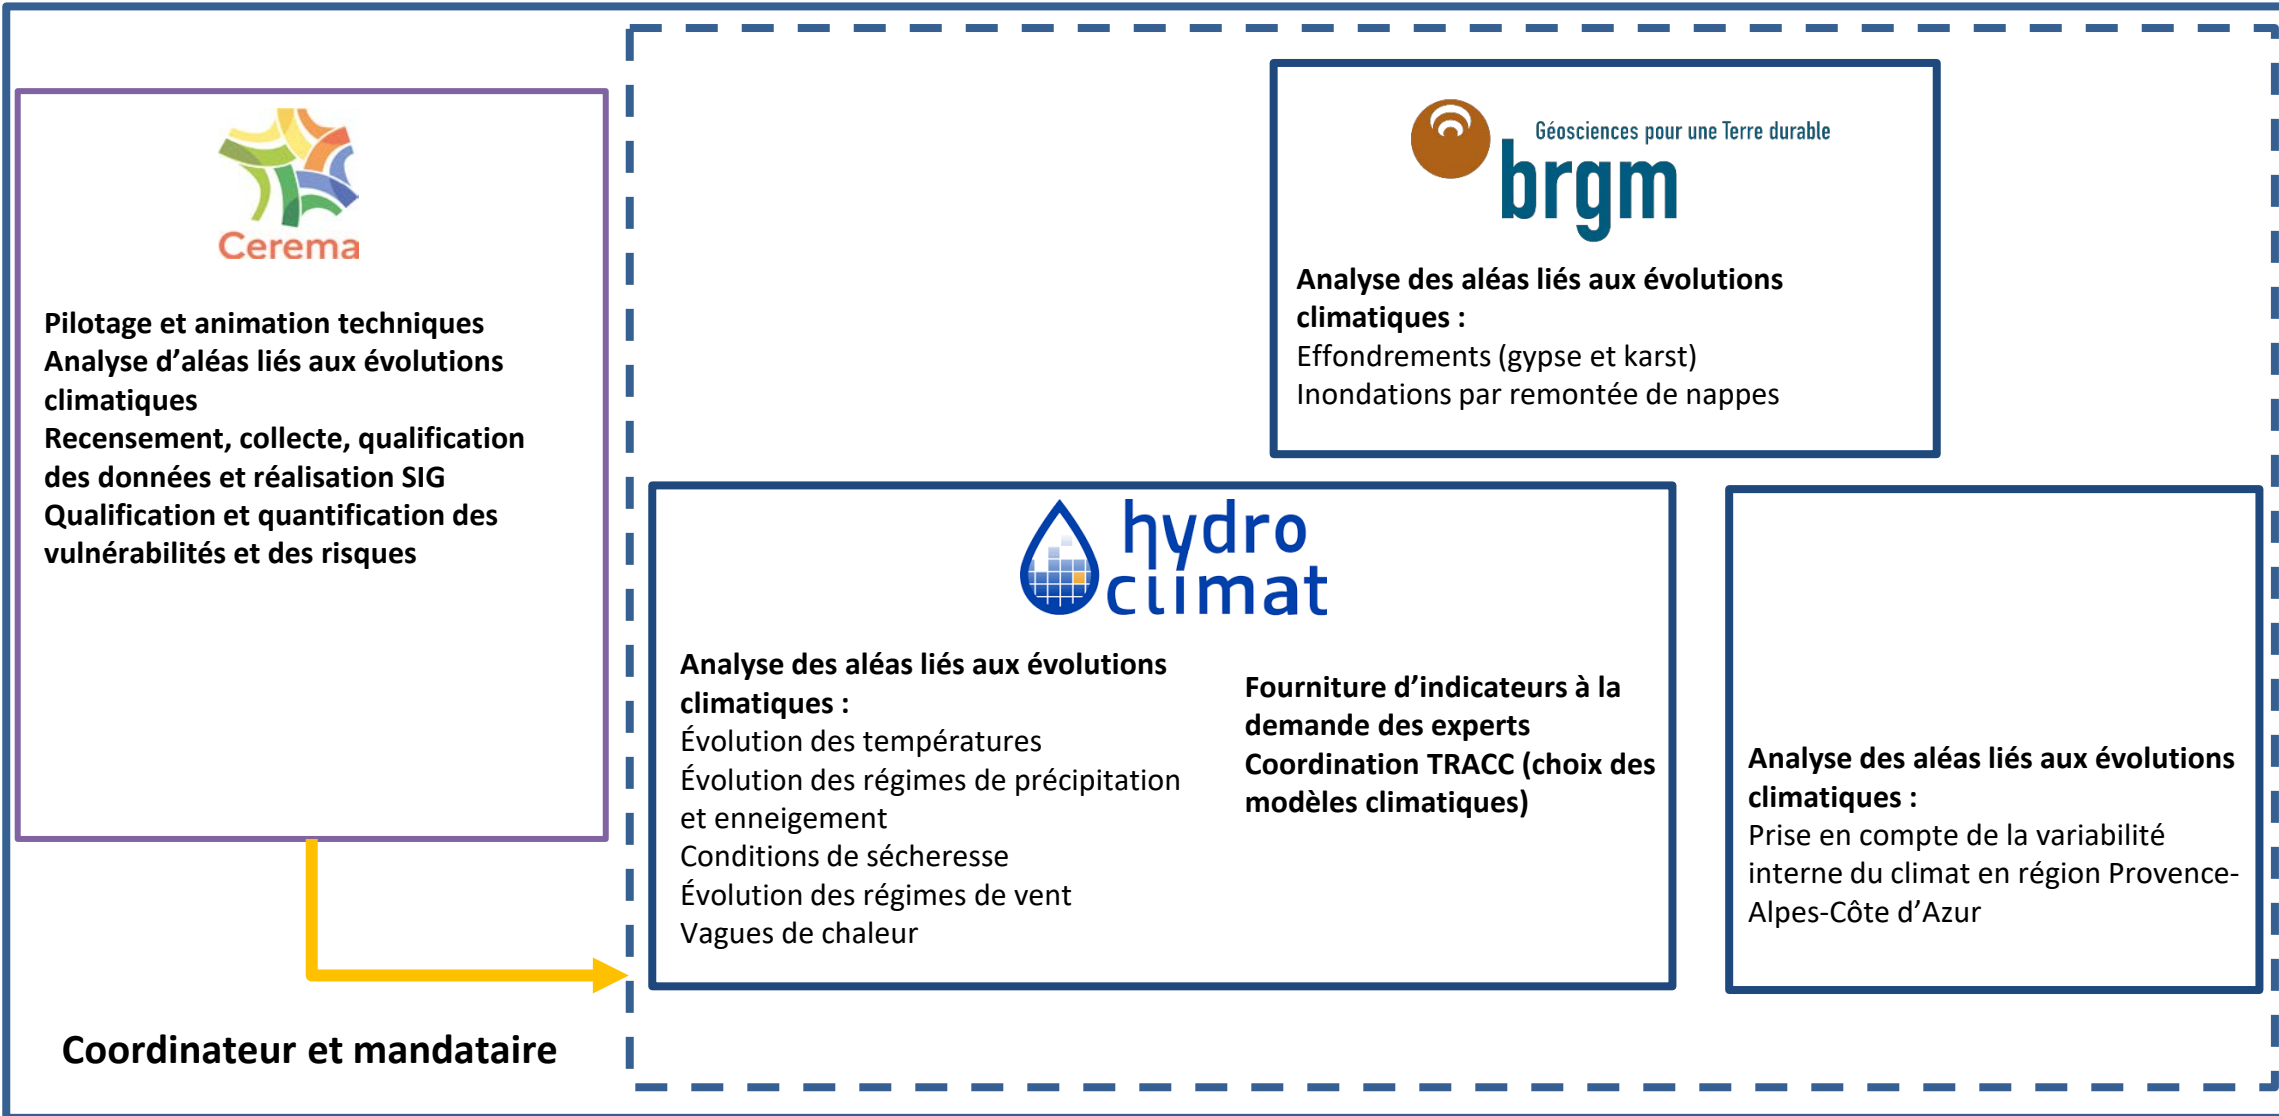 Cerema
Pilotage et animation techniques
Analyse d’aléas liés aux évolutions
climatiques
Recensement, collecte, qualification
des données et réalisation SIG
Qualification et quantification des
vulnérabilités et des risques
Coordinateur et mandataire
Géosciences pour une Terre durable
brgm
Analyse des aléas liés aux évolutions
climatiques :
Effondrements (gypse et karst)
Inondations par remontée de nappes
hydro
climat
Analyse des aléas liés aux évolutions
climatiques :
Évolution des températures
Évolution des régimes de précipitation
et enneigement
Conditions de sécheresse
Évolution des régimes de vent
Vagues de chaleur
Fourniture d’indicateurs à la
demande des experts
Coordination TRACC (choix des
modèles climatiques)
Analyse des aléas liés aux évolutions
climatiques :
Prise en compte de la variabilité
interne du climat en région Provence-
Alpes-Côte d’Azur